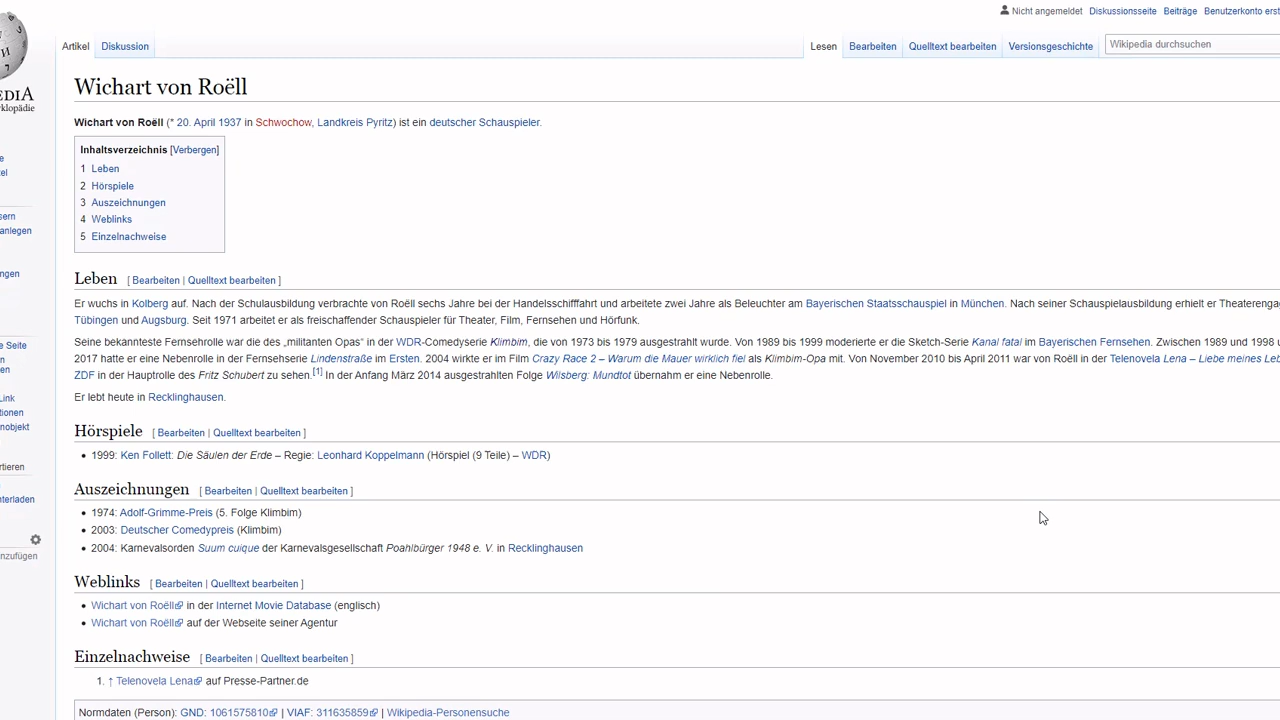 Nicht angemeldet Diskussionsseite Beiträge Benutzerkonto erst
Artikel Diskussion Lesen Bearbeiten Quelltext bearbeiten Versionsgeschichte Wikipedia durchsuchen
Wichart von Roëll
Wichart von Roëll (* 20. April 1937 in Schwochow, Landkreis Pyritz) ist ein deutscher Schauspieler.
Inhaltsverzeichnis [Verbergen]
1 Leben
2 Hörspiele
3 Auszeichnungen
4 Weblinks
5 Einzelnachweise
Leben [ Bearbeiten | Quelltext bearbeiten ]
Er wuchs in Kolberg auf. Nach der Schulausbildung verbrachte von Roëll sechs Jahre bei der Handelsschifffahrt und arbeitete zwei Jahre als Beleuchter am Bayerischen Staatsschauspiel in München. Nach seiner Schauspielausbildung erhielt er Theaterenga
Tübingen und Augsburg. Seit 1971 arbeitet er als freischaffender Schauspieler für Theater, Film, Fernsehen und Hörfunk.
Seine bekannteste Fernsehrolle war die des „militanten Opas“ in der WDR-Comedyserie Klimbim, die von 1973 bis 1979 ausgestrahlt wurde. Von 1989 bis 1999 moderierte er die Sketch-Serie Kanal fatal im Bayerischen Fernsehen. Zwischen 1989 und 1998 u
2017 hatte er eine Nebenrolle in der Fernsehserie Lindenstraße im Ersten. 2004 wirkte er im Film Crazy Race 2 – Warum die Mauer wirklich fiel als Klimbim-Opa mit. Von November 2010 bis April 2011 war von Roëll in der Telenovela Lena – Liebe meines Leb
ZDF in der Hauptrolle des Fritz Schubert zu sehen.[1] In der Anfang März 2014 ausgestrahlten Folge Wilsberg: Mundtot übernahm er eine Nebenrolle.
Er lebt heute in Recklinghausen.
Hörspiele [ Bearbeiten | Quelltext bearbeiten ]
• 1999: Ken Follett: Die Säulen der Erde – Regie: Leonhard Koppelmann (Hörspiel (9 Teile) – WDR)
Auszeichnungen [ Bearbeiten | Quelltext bearbeiten ]
• 1974: Adolf-Grimme-Preis (5. Folge Klimbim)
• 2003: Deutscher Comedypreis (Klimbim)
• 2004: Karnevalsorden Suum cuique der Karnevalsgesellschaft Poahlbürger 1948 e. V. in Recklinghausen
Weblinks [ Bearbeiten | Quelltext bearbeiten ]
• Wichart von Roëll in der Internet Movie Database (englisch)
• Wichart von Roëll auf der Webseite seiner Agentur
Einzelnachweise [ Bearbeiten | Quelltext bearbeiten ]
1. ↑ Telenovela Lena auf Presse-Partner.de
Normdaten (Person): GND: 1061575810 | VIAF: 311635859 | Wikipedia-Personensuche